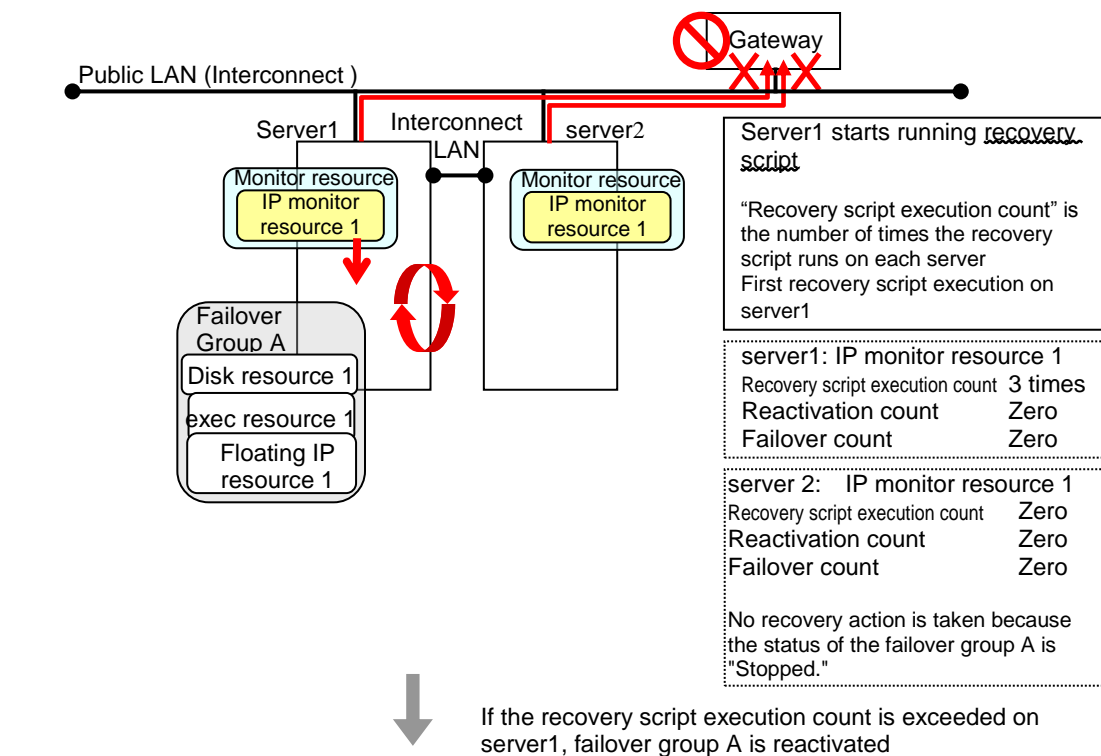 Gateway
Public LAN (Interconnect )
Server1
Interconnect
LAN
server2
Monitor resource
IP monitor
resource 1
Monitor resource
IP monitor
resource 1
Failover
Group A
Disk resource 1
exec resource 1
Floating IP
resource 1
Server1 starts running recovery
script
“Recovery script execution count” is
the number of times the recovery
script runs on each server
First recovery script execution on
server1
server1: IP monitor resource 1
Recovery script execution count 3 times
Reactivation count Zero
Failover count Zero
server 2: IP monitor resource 1
Recovery script execution count Zero
Reactivation count Zero
Failover count Zero
No recovery action is taken because
the status of the failover group A is
"Stopped."
If the recovery script execution count is exceeded on
server1, failover group A is reactivated